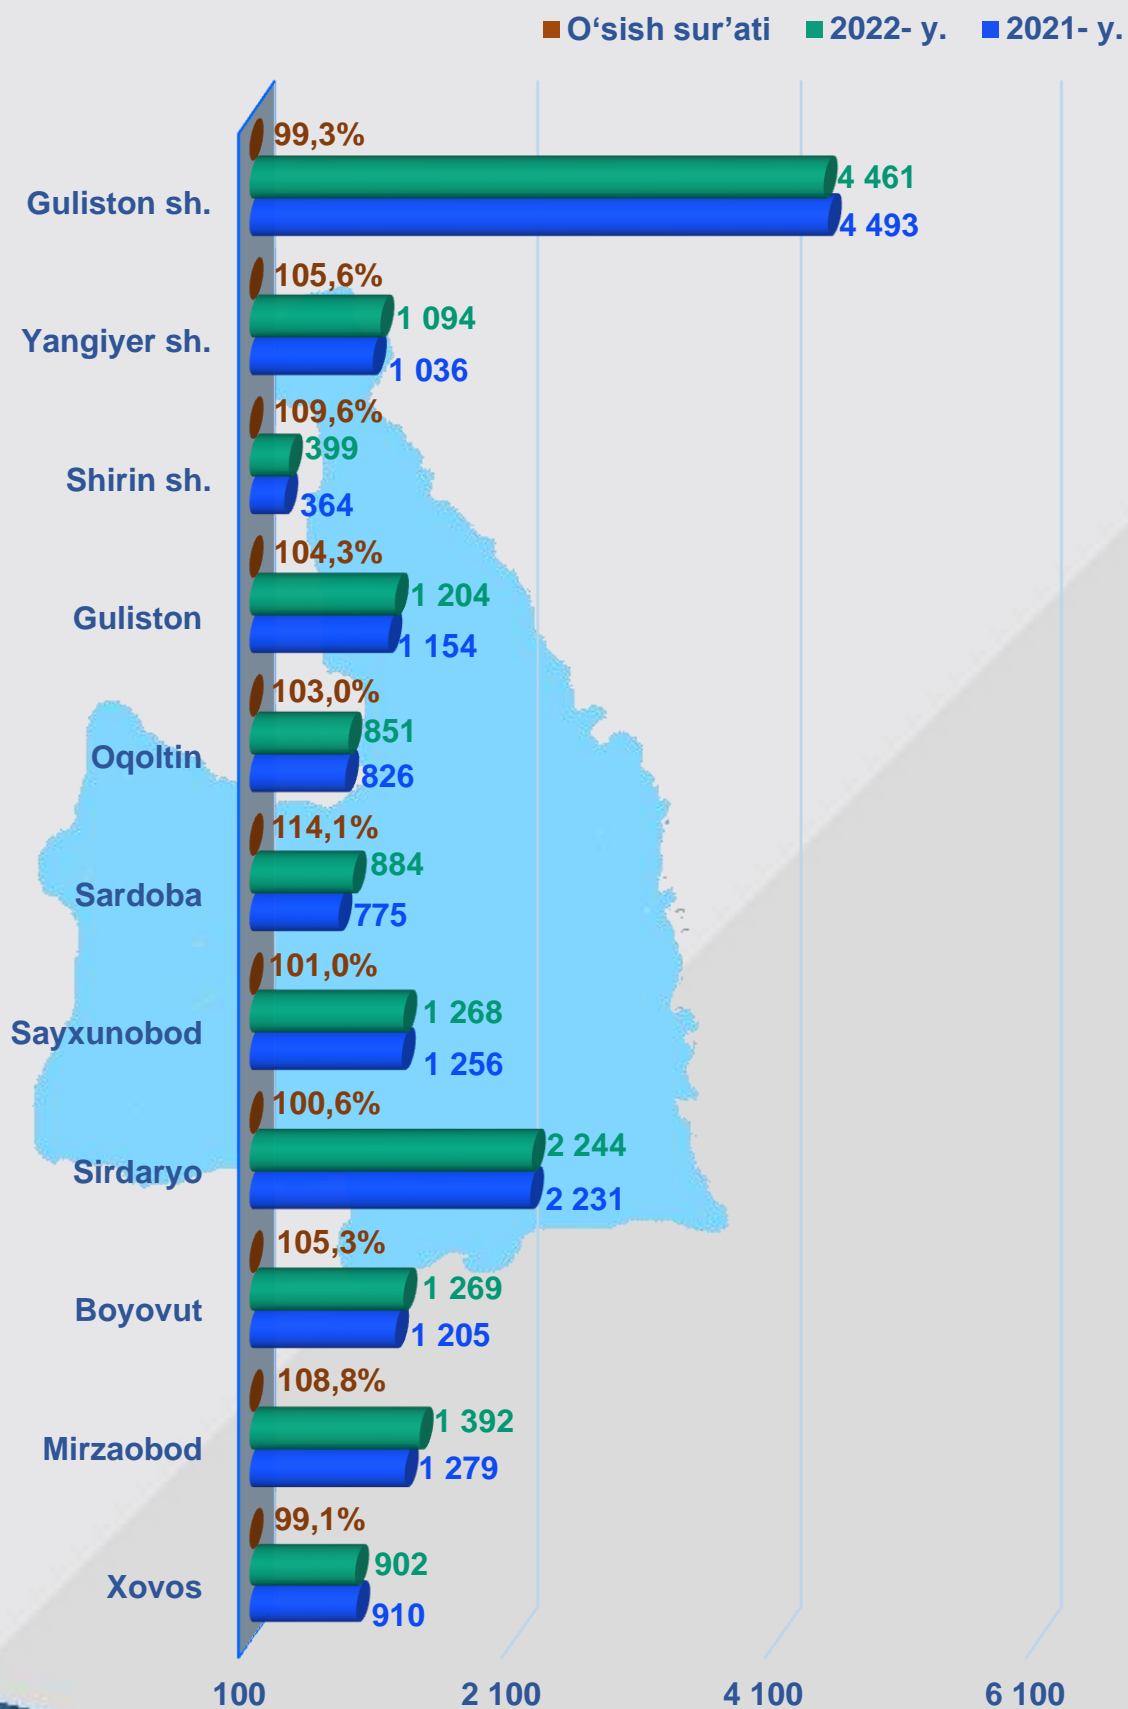 O‘sish sur’ati 2022- y. 2021- y.
99,3%
Guliston sh.
4 461
4 493
105,6%
Yangiyer sh.
1 094
1 036
109,6%
Shirin sh.
399
364
104,3%
Guliston
1 204
1 154
103,0%
Oqoltin
851
826
114,1%
Sardoba
884
775
101,0%
Sayxunobod
1 268
1 256
100,6%
Sirdaryo
2 244
2 231
105,3%
Boyovut
1 269
1 205
108,8%
Mirzaobod
1 392
1 279
99,1%
Xovos
902
910
100 2 100 4 100 6 100